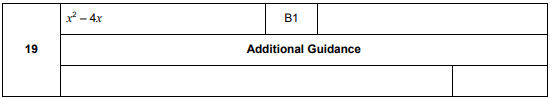 x² – 4x B1
19 Additional Guidance